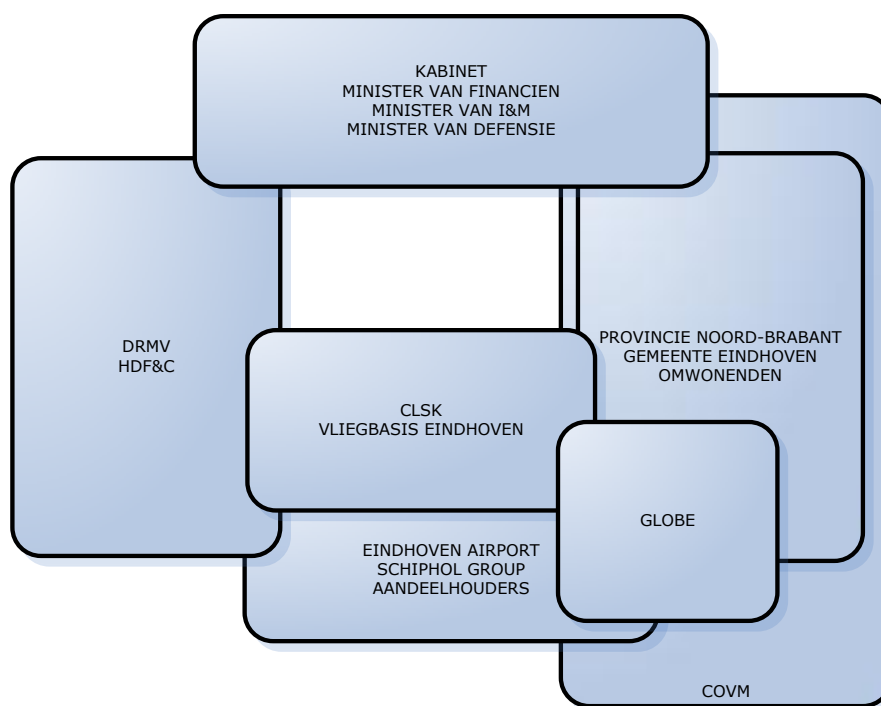 KABINET
MINISTER VAN FINANCIEN
MINISTER VAN I&M
MINISTER VAN DEFENSIE
DRMV
HDF&C
PROVINCIE NOORD-BRABANT
GEMEENTE EINDHOVEN
OMWONENDEN
CLSK
VLIEGBASIS EINDHOVEN
GLOBE
EINDHOVEN AIRPORT
SCHIPHOL GROUP
AANDEELHOUDERS
COVM